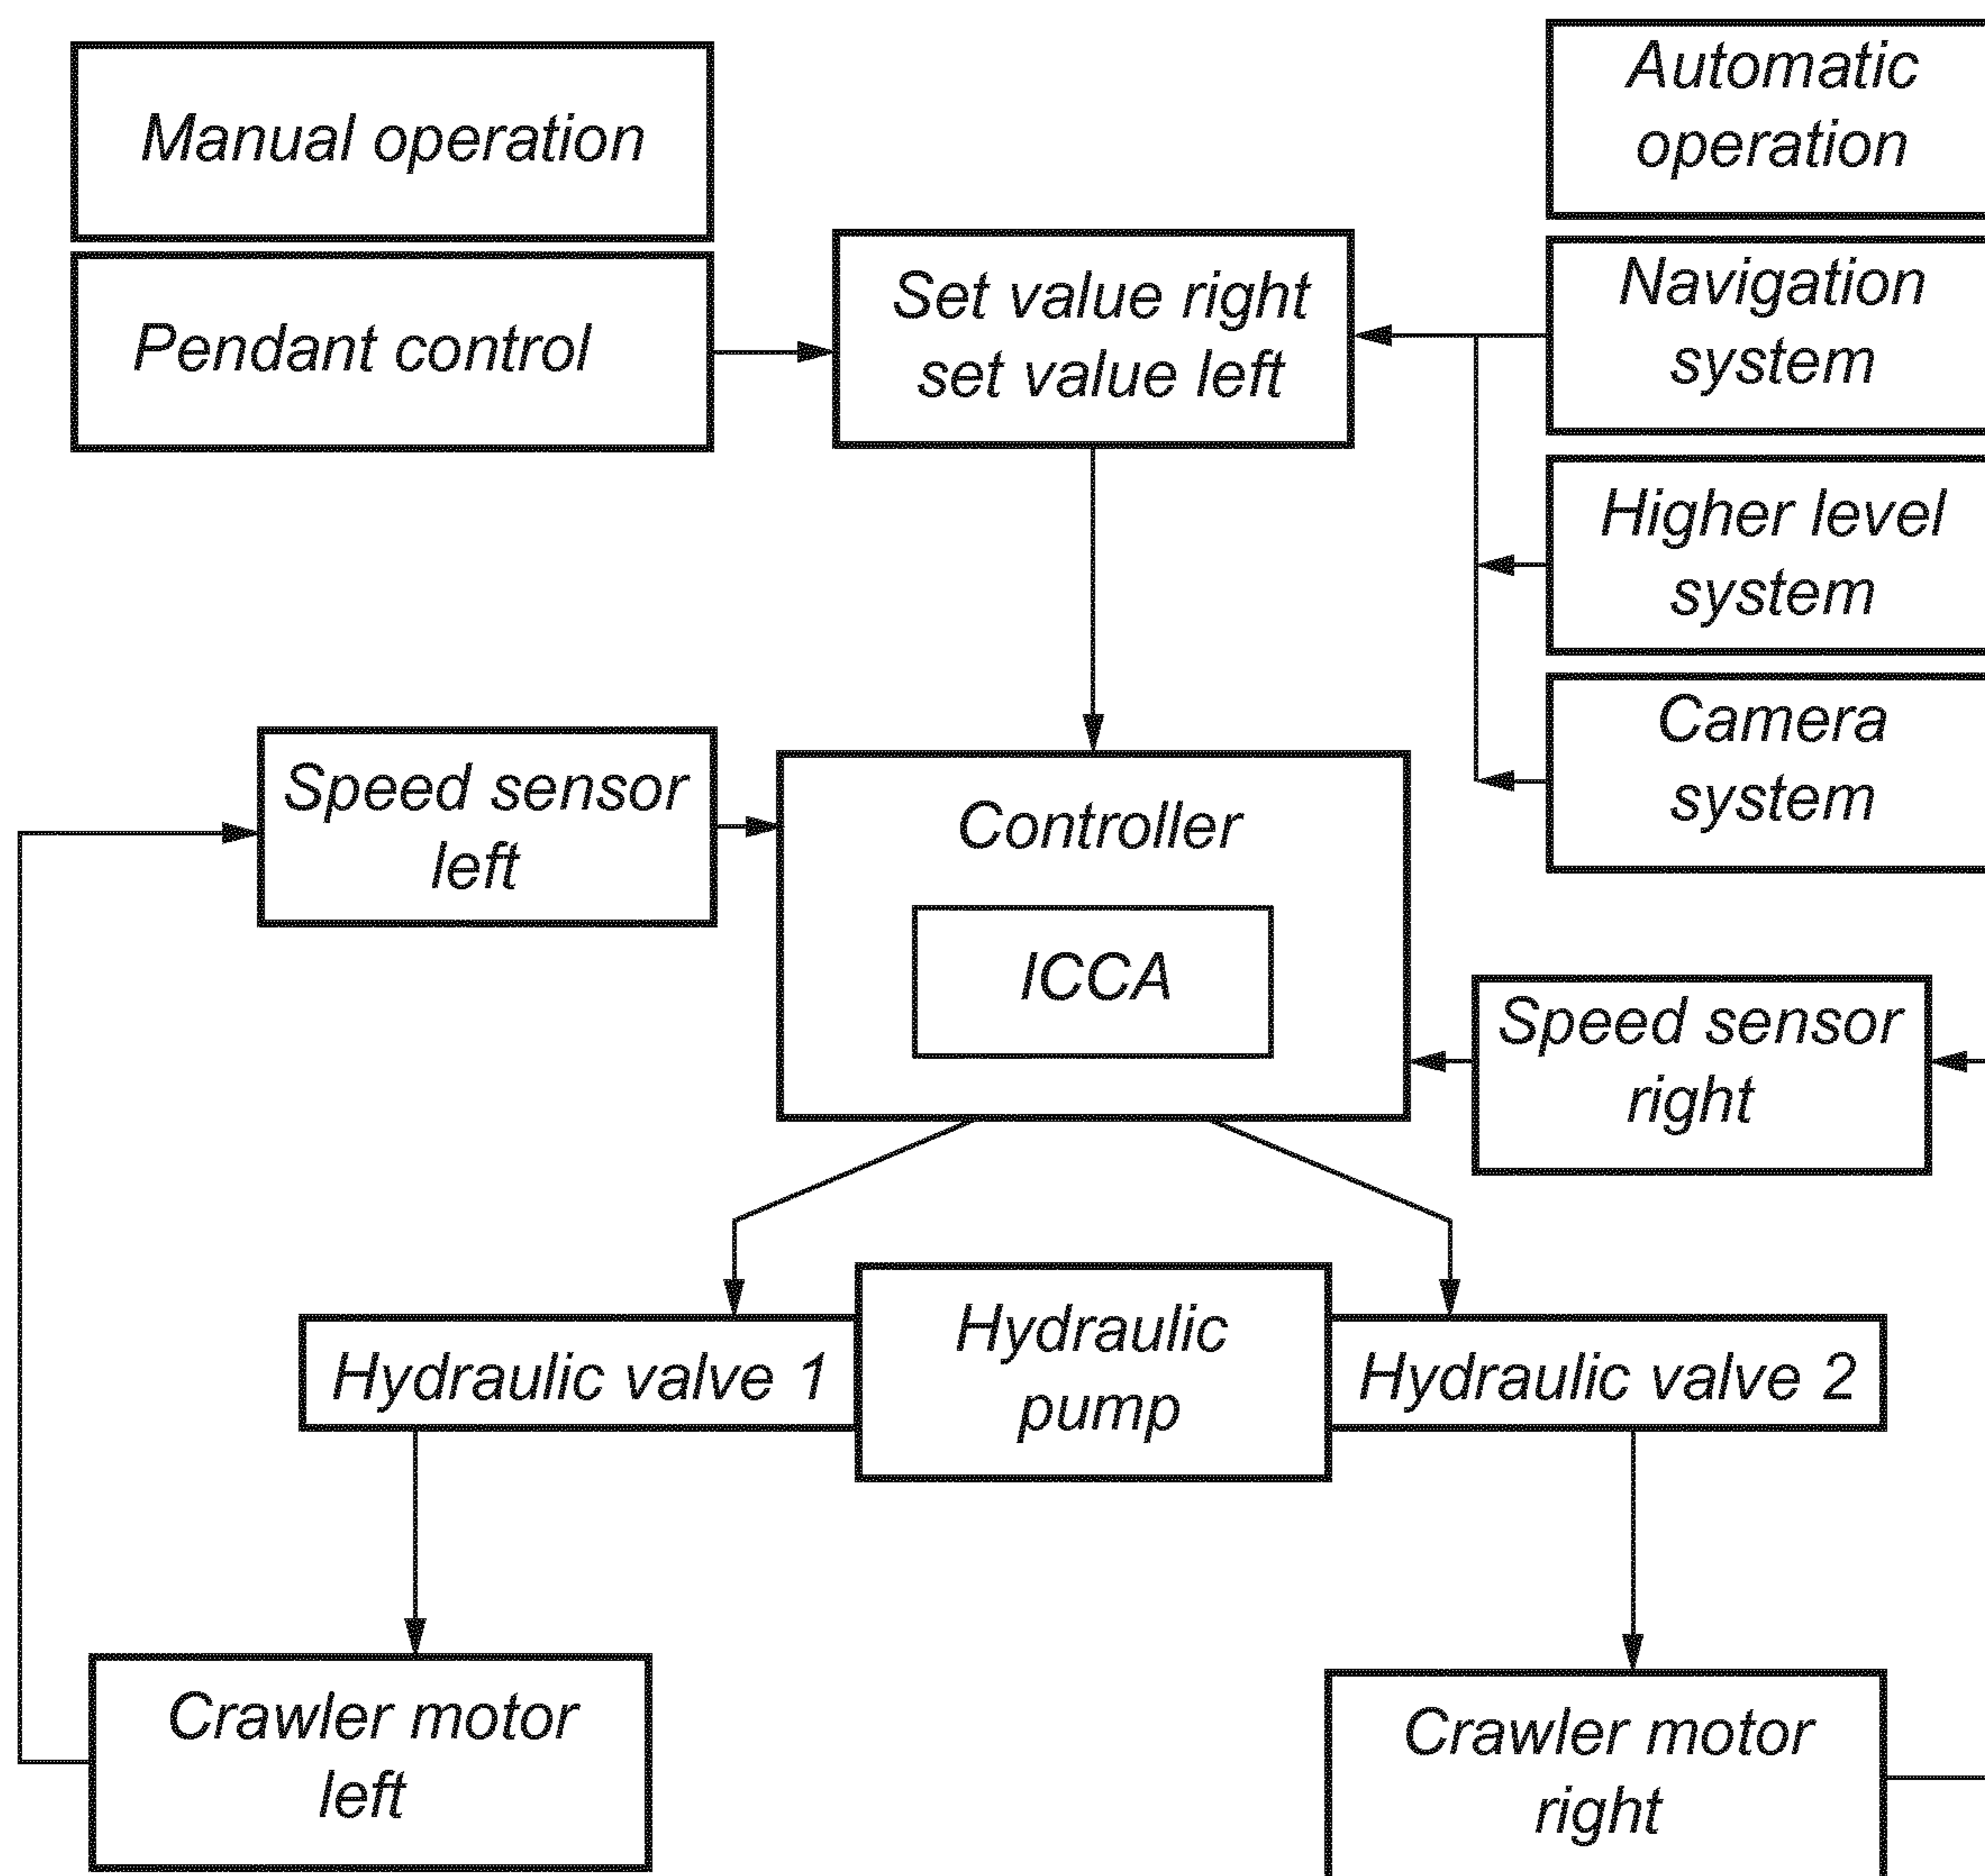 Manual operation
Pendant control
Set value right
set value left
Automatic
operation
Navigation
system
Higher level
system
Camera
system
Speed sensor
left
Controller
ICCA
Speed sensor
right
Hydraulic valve 1
Hydraulic
pump
Hydraulic valve 2
Crawler motor
left
Crawler motor
right